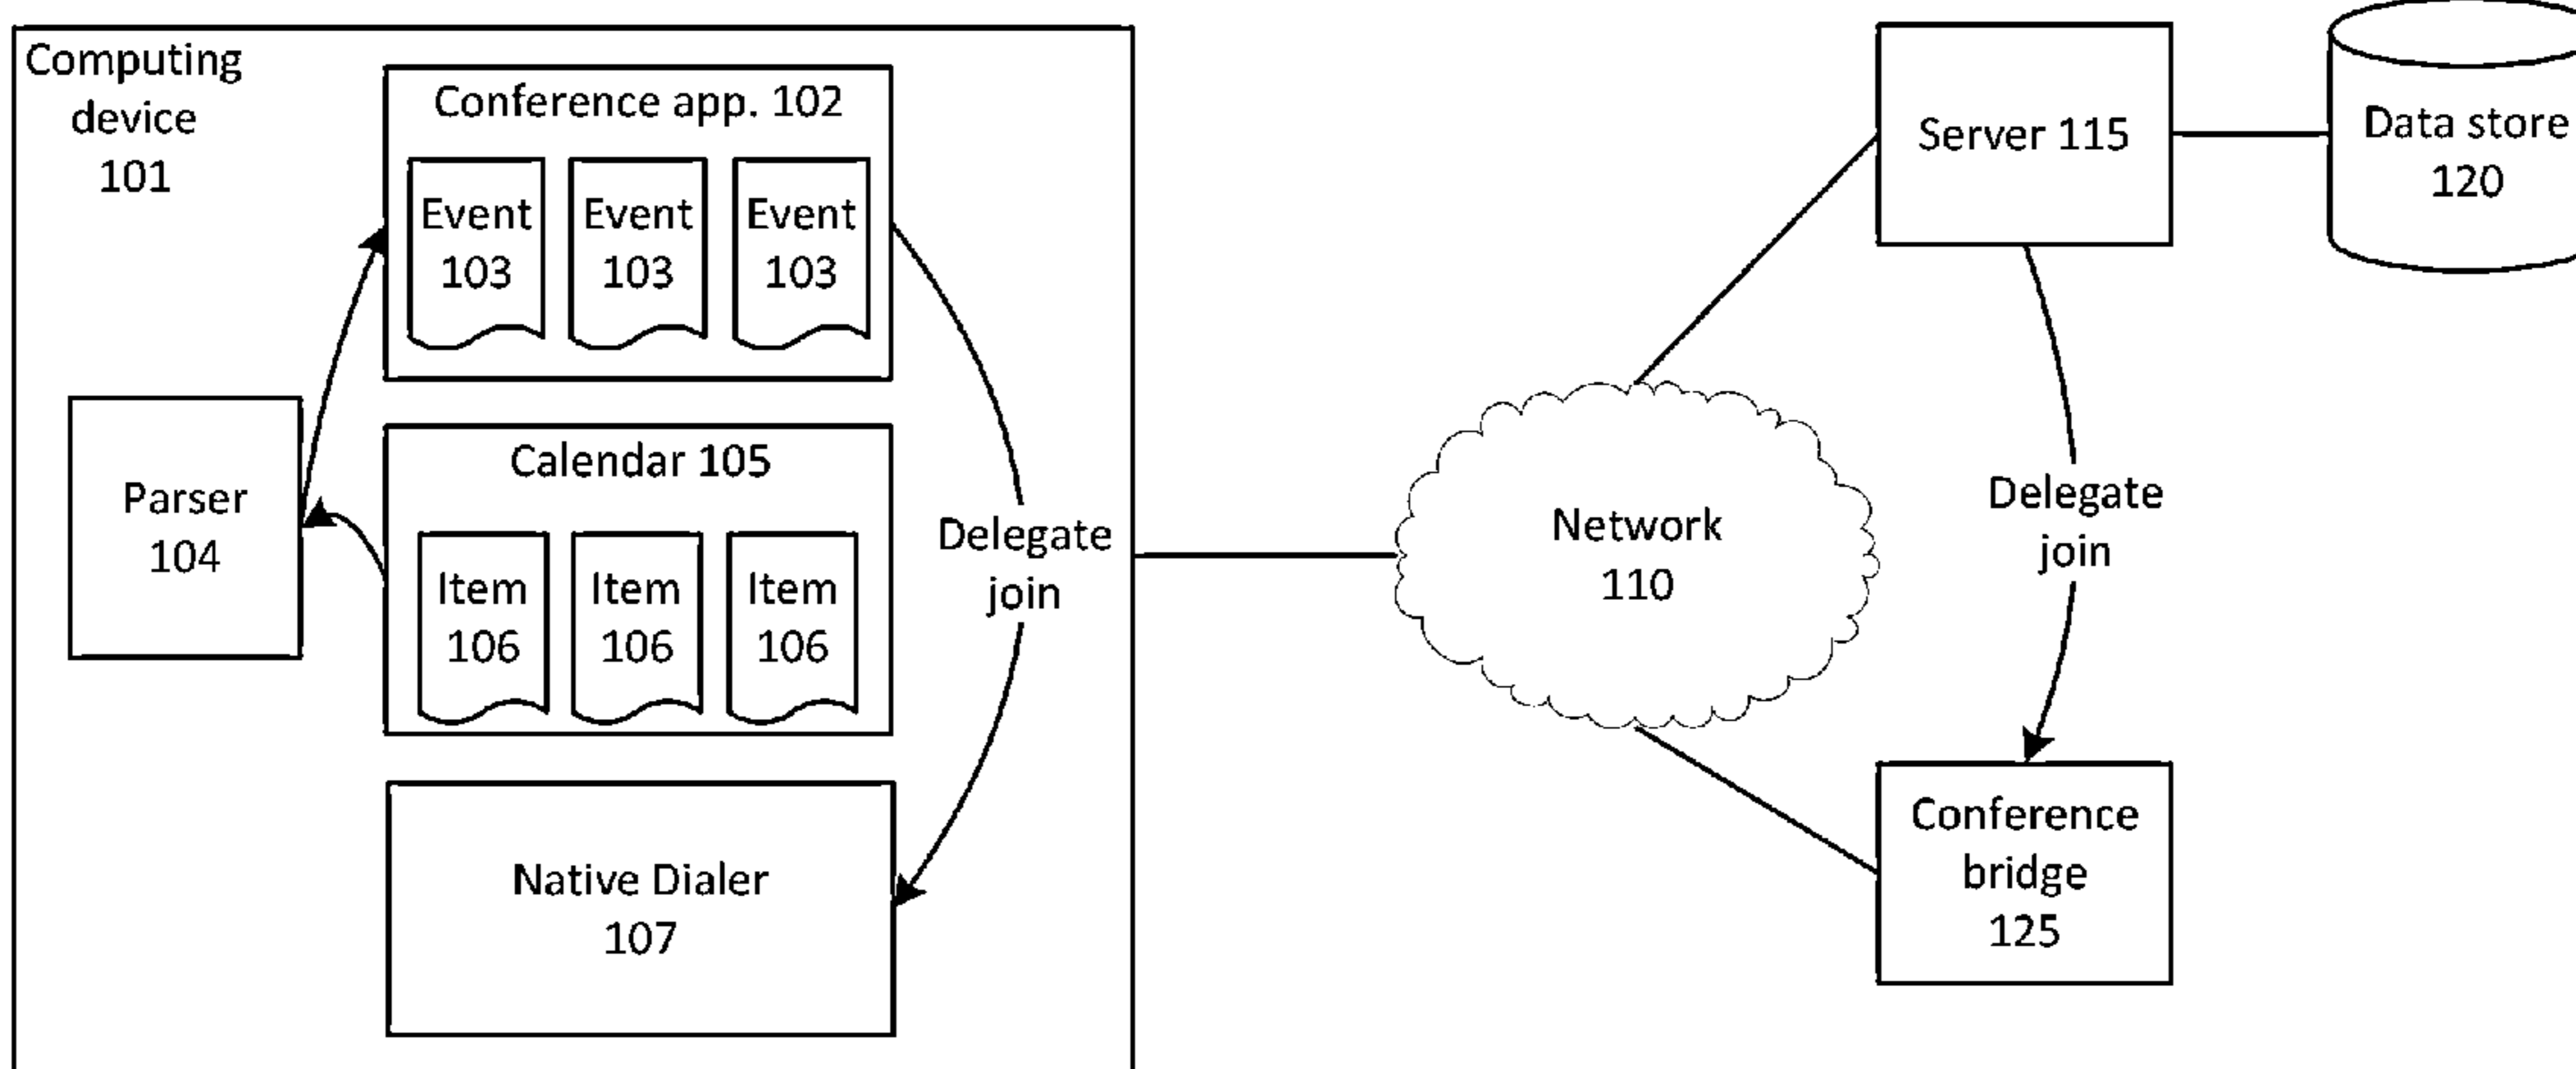 Computing
device
101
Conference app. 102
Event
103
Event
103
Event
103
Parser
104
Calendar 105
Item
106
Item
106
Item
106
Delegate
join
Native Dialer
107
Network
110
Server 115
Data store
120
Delegate
join
Conference
bridge
125